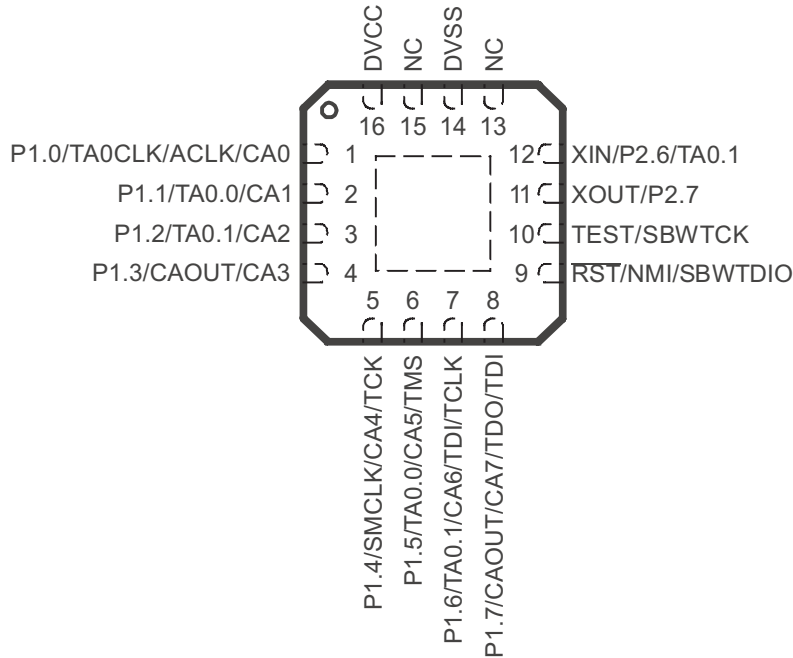 DVCC
NC
DVSS
NC
16
15
14
13
P1.0/TA0CLK/ACLK/CA0
1
12
XIN/P2.6/TA0.1
P1.1/TA0.0/CA1
2
11
XOUT/P2.7
P1.2/TA0.1/CA2
3
10
TEST/SBWTCK
P1.3/CAOUT/CA3
4
9
RST/NMI/SBWTDIO
5
6
7
8
P1.4/SMCLK/CA4/TCK
P1.5/TA0.0/CA5/TMS
P1.6/TA0.1/CA6/TDI/TCLK
P1.7/CAOUT/CA7/TDO/TDI